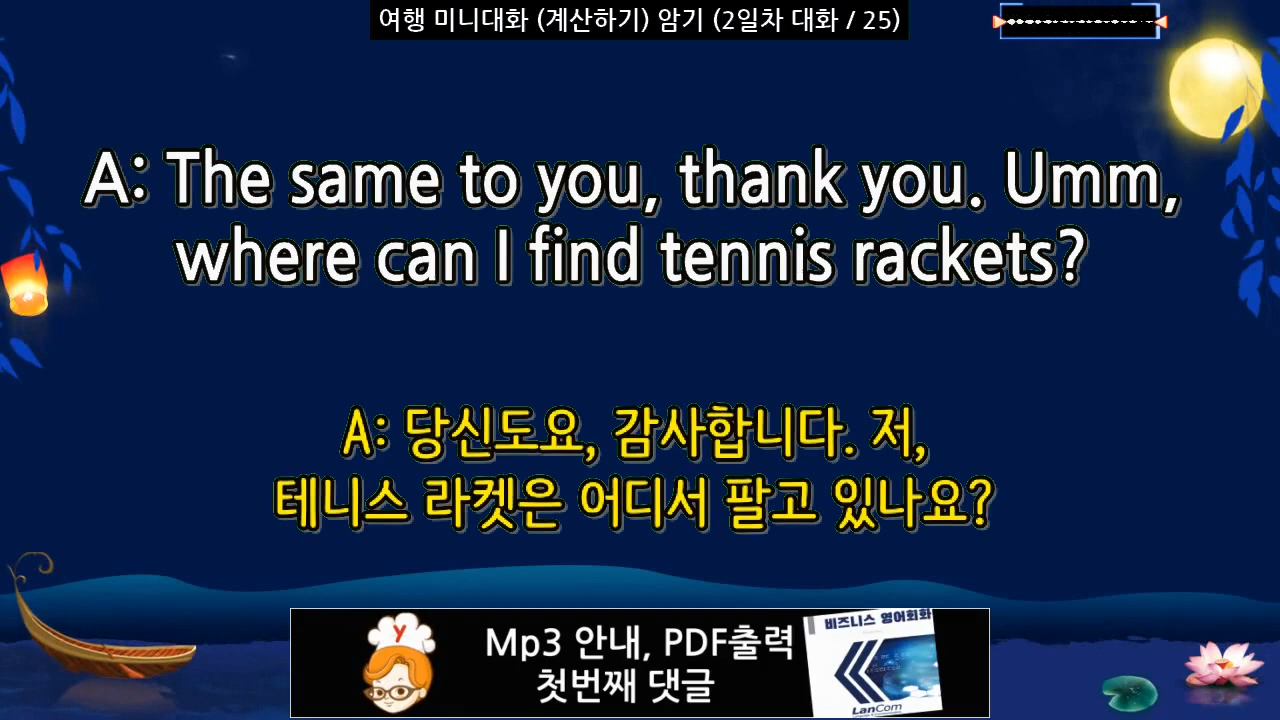 여행 미니대화 (계산하기) 암기 (2일차 대화 / 25)
A: The same to you, thank you. Umm,
where can I find tennis rackets?
A: 당신도요, 감사합니다. 저,
테니스 라켓은 어디서 팔고 있나요?
Y
Mp3 안내, PDF출력
첫번째 댓글
비즈니스 영어회화
LanCom